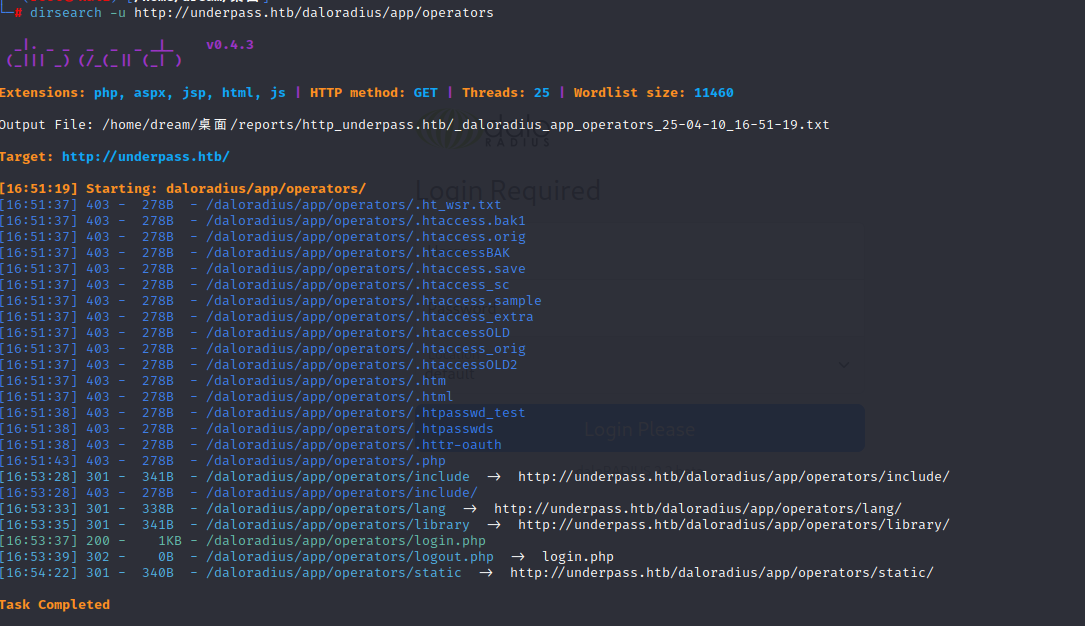 # dirsearch -u http://underpass.htb/daloradius/app/operators
v0.4.3
Extensions: php, aspx, jsp, html, js | HTTP method: GET | Threads: 25 | Wordlist size: 11460
Output File: /home/dream/桌面/reports/http_underpass.htb/_daloradius_app_operators_25-04-10_16-51-19.txt
RADIUS
Target: http://underpass.htb/
Login Required
[16:51:19] Starting: daloradius/app/operators/
[16:51:37] 403 - 278B - /daloradius/app/operators/.ht_wsr.txt
[16:51:37] 403 - 278B - /daloradius/app/operators/.htaccess.bak1
[16:51:37] 403 - 278B - /daloradius/app/operators/.htaccess.orig
[16:51:37] 403 - 278B - /daloradius/app/operators/.htaccessBAK
[16:51:37] 403 - 278B - /daloradius/app/operators/.htaccess.save
[16:51:37] 403 - 278B - /daloradius/app/operators/.htaccess_sc
[16:51:37] 403 - 278B - /daloradius/app/operators/.htaccess.sample
[16:51:37] 403 - 278B - /daloradius/app/operators/.htaccess_extra
[16:51:37] 403 - 278B - /daloradius/app/operators/.htaccessOLD
[16:51:37] 403 - 278B - /daloradius/app/operators/.htaccess_orig
[16:51:37] 403 - 278B - /daloradius/app/operators/.htaccessOLD2
[16:51:37] 403 - 278B - /daloradius/app/operators/.htm
[16:51:37] 403 - 278B - /daloradius/app/operators/.html
[16:51:38] 403 - 278B - /daloradius/app/operators/.htpasswd_test
[16:51:38] 403 - 278B - /daloradius/app/operators/.htpasswds
Login Please
[16:51:38] 403 - 278B - /daloradius/app/operators/.httr-oauth
[16:51:43] 403 - 278B - /daloradius/app/operators/.php
[16:53:28] 301 - 341B - /daloradius/app/operators/include → http://underpass.htb/daloradius/app/operators/include/
[16:53:28] 403 - 278B - /daloradius/app/operators/include/
[16:53:33] 301 - 338B - /daloradius/app/operators/lang → http://underpass.htb/daloradius/app/operators/lang/
[16:53:35] 301 - 341B - /daloradius/app/operators/library → http://underpass.htb/daloradius/app/operators/library/
[16:53:37] 200 - 1KB - /daloradius/app/operators/login.php
[16:53:39] 302 - 0B - /daloradius/app/operators/logout.php → login.php
[16:54:22] 301 - 340B - /daloradius/app/operators/static → http://underpass.htb/daloradius/app/operators/static/
Task Completed